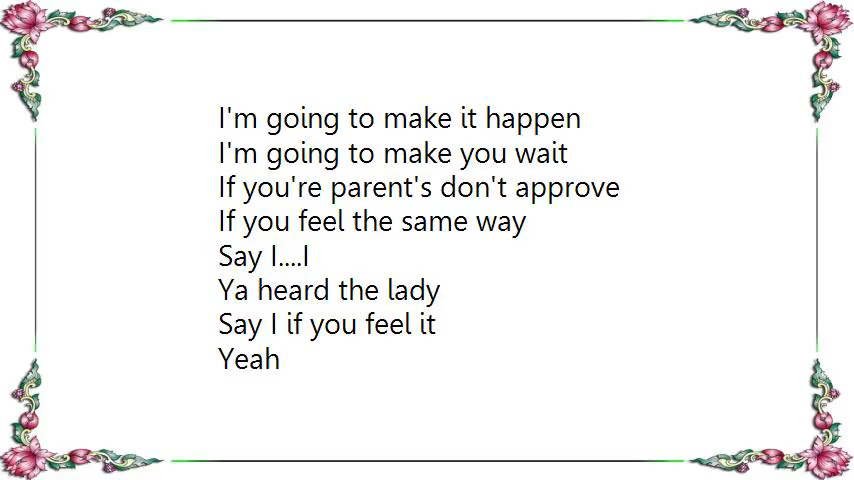 I'm going to make it happen
I'm going to make you wait
If you're parent's don't approve
If you feel the same way
Say I....I
Ya heard the lady
Say I if you feel it
Yeah